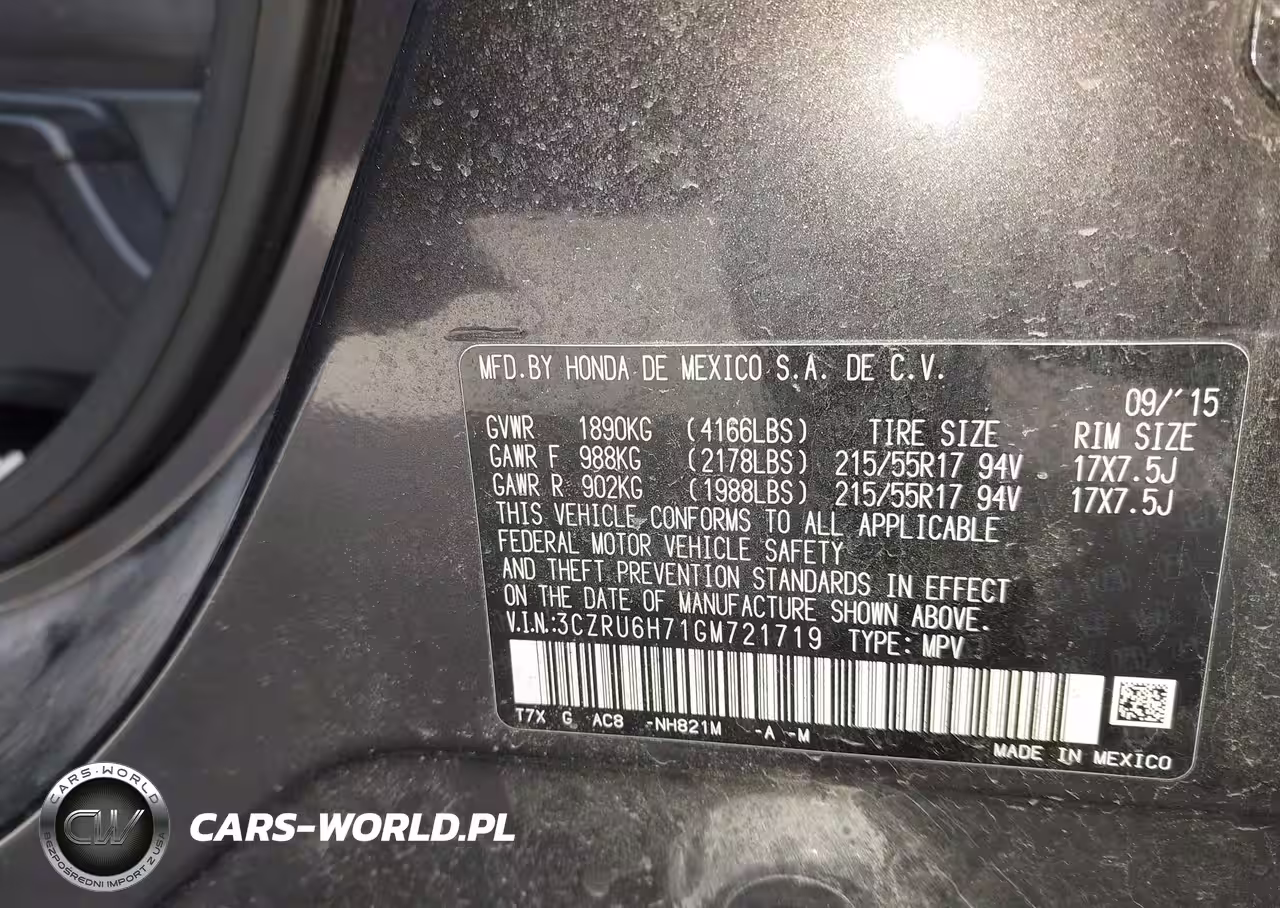 MFD.BY HONDA DE MEXICO S.A. DE C.V.
09/'15
GVWR 1890KG (4166LBS) TIRE SIZE RIM SIZE
GAWR F 988KG (2178LBS) 215/55R17 94V 17X7.5J
GAWR R 902KG (1988LBS) 215/55R17 94V 17X7.5J
THIS VEHICLE CONFORMS TO ALL APPLICABLE
FEDERAL MOTOR VEHICLE SAFETY
AND THEFT PREVENTION STANDARDS IN EFFECT
ON THE DATE OF MANUFACTURE SHOWN ABOVE.
V.I.N.:3CZRU6H71GM721719 TYPE: MPV
T7X G AC8 -NH821M -A -M
MADE IN MEXICO
CARS-WORLD
CW
BEZPOŚREDNI IMPORT Z USA
CARS-WORLD.PL